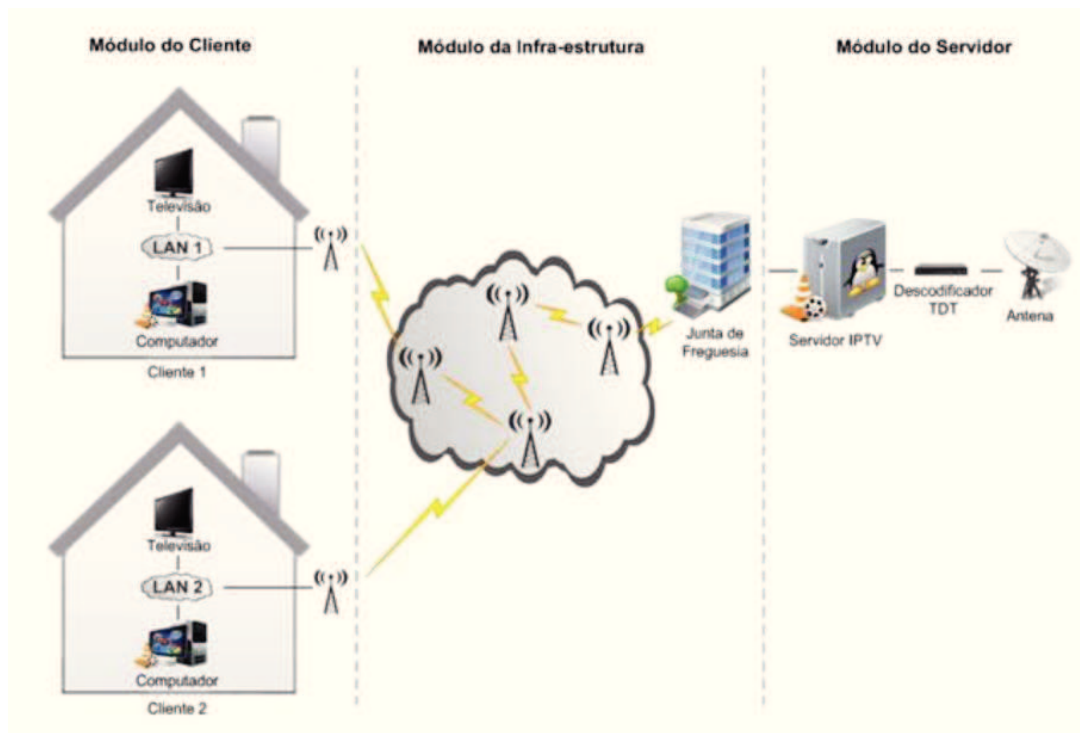 Módulo do Cliente
Módulo da Infra-estrutura
Módulo do Servidor
Televisão
LAN 1
Computador
Cliente 1
Junta de
Freguesia
Servidor IPTV
Descodificador
TDT
Antena
Televisão
LAN 2
Computador
Cliente 2